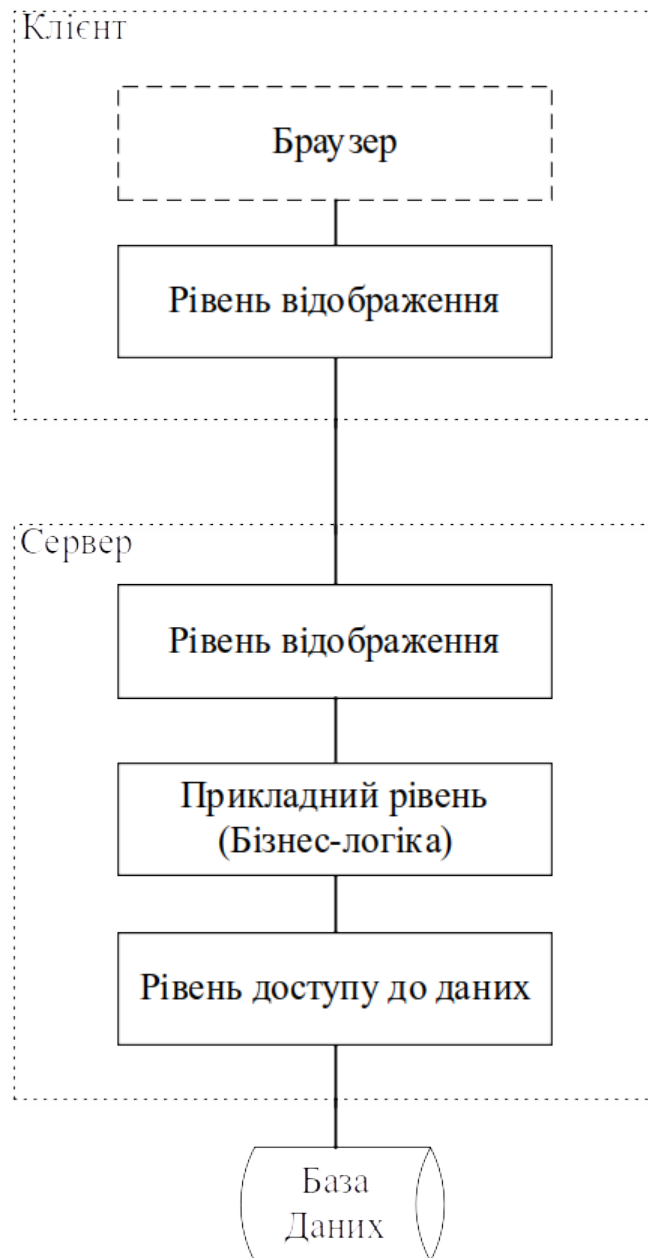 Клієнт
Браузер
Рівень відображення
Сервер
Рівень відображення
Прикладний рівень
(Бізнес-логіка)
Рівень доступу до даних
База
Даних